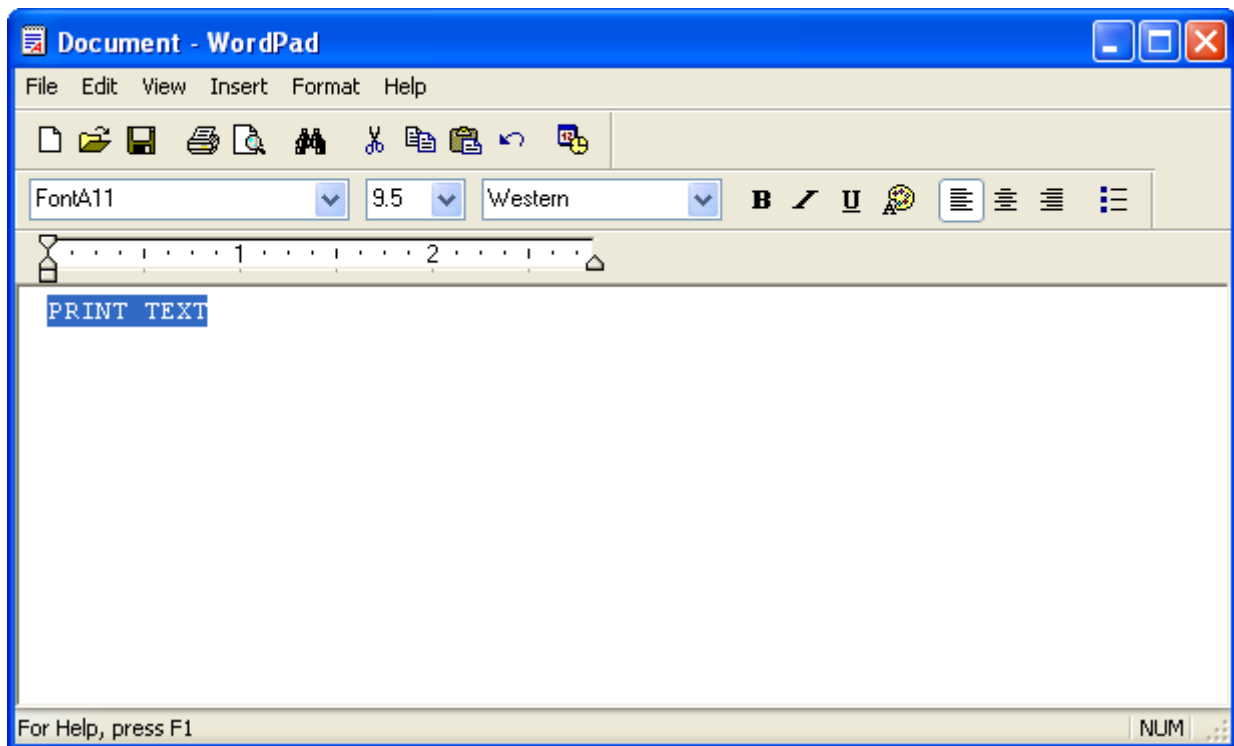 Document - WordPad
File Edit View Insert Format Help
FontA11 9.5 Western B U
1 2
PRINT TEXT
For Help, press F1 NUM